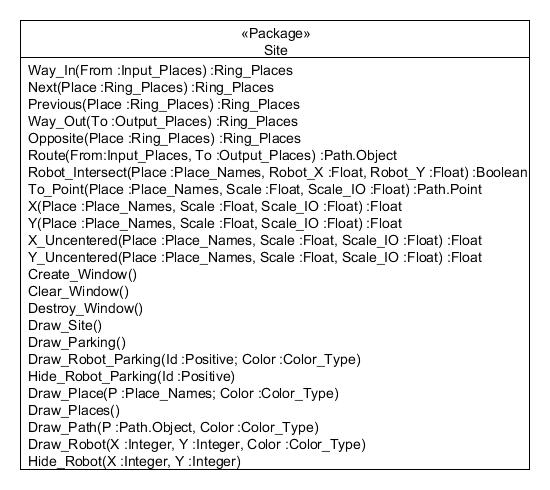 «Package»
Site
Way_In(From :Input_Places) :Ring_Places
Next(Place :Ring_Places) :Ring_Places
Previous(Place :Ring_Places) :Ring_Places
Way_Out(To :Output_Places) :Ring_Places
Opposite(Place :Ring_Places) :Ring_Places
Route(From:Input_Places, To :Output_Places) :Path.Object
Robot_Intersect(Place :Place_Names, Robot_X :Float, Robot_Y :Float) :Boolean
To_Point(Place :Place_Names, Scale :Float, Scale_IO :Float) :Path.Point
X(Place :Place_Names, Scale :Float, Scale_IO :Float) :Float
Y(Place :Place_Names, Scale :Float, Scale_IO :Float) :Float
X_Uncentered(Place :Place_Names, Scale :Float, Scale_IO :Float) :Float
Y_Uncentered(Place :Place_Names, Scale :Float, Scale_IO :Float) :Float
Create_Window()
Clear_Window()
Destroy_Window()
Draw_Site()
Draw_Parking()
Draw_Robot_Parking(Id :Positive; Color :Color_Type)
Hide_Robot_Parking(Id :Positive)
Draw_Place(P :Place_Names; Color :Color_Type)
Draw_Places()
Draw_Path(P :Path.Object, Color :Color_Type)
Draw_Robot(X :Integer, Y :Integer, Color :Color_Type)
Hide_Robot(X :Integer, Y :Integer)